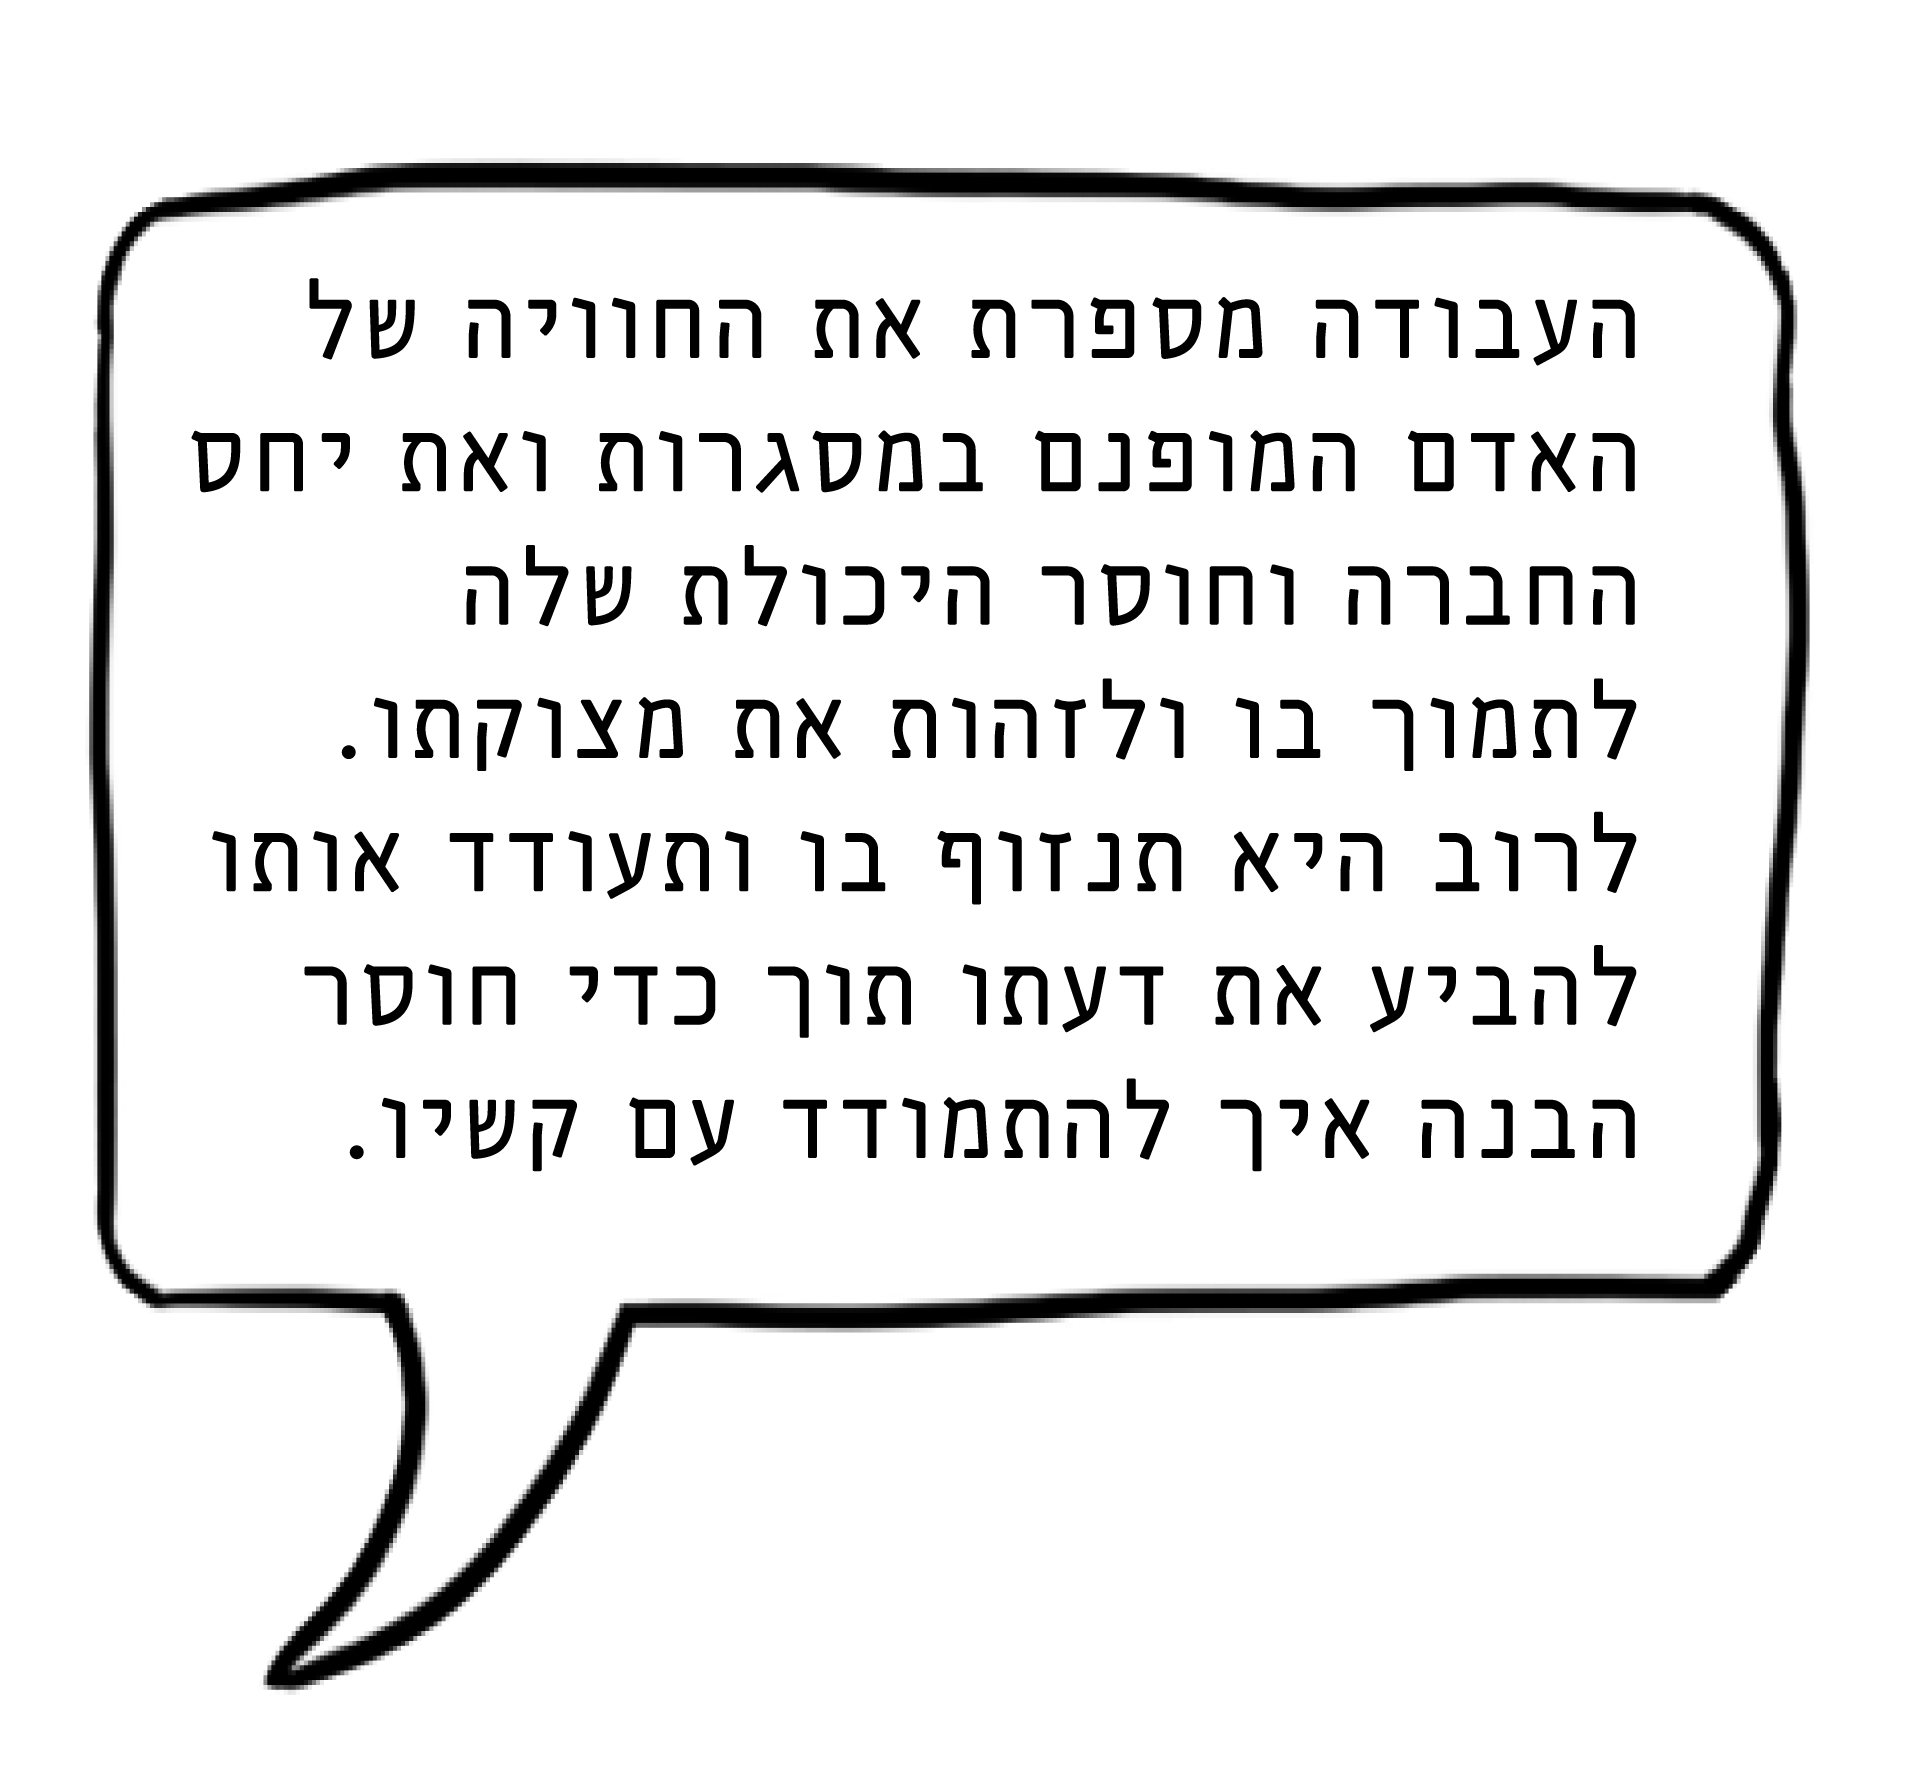 העבודה מספרת את החוויה של
האדם המופנם במסגרות ואת יחס
החברה וחוסר היכולת שלה
לתמוך בו ולזהות את מצוקתו.
לרוב היא תנזוף בו ותעודד אותו
להביע את דעתו תוך כדי חוסר
הבנה איך להתמודד עם קשיו.